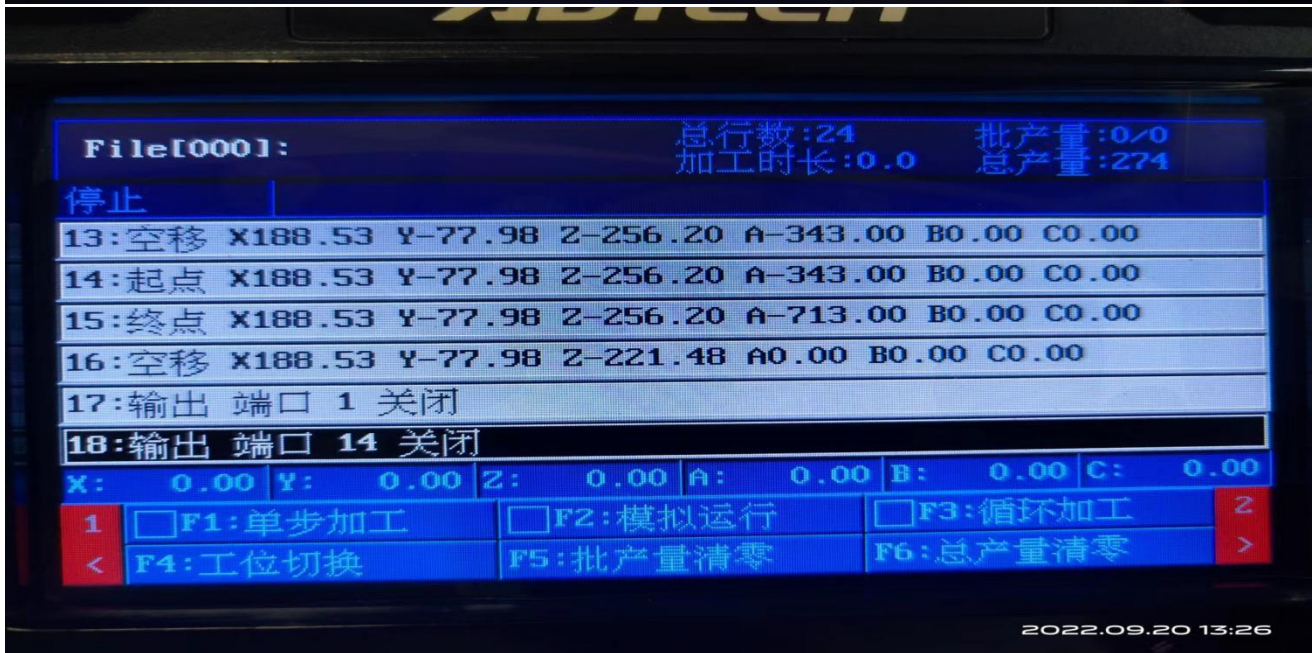 ADTECH
File[000]: 总行数:24 批产量:0/0
加工时长:0.0 总产量:274
停止
13:空移 X188.53 Y-77.98 Z-256.20 A-343.00 B0.00 C0.00
14:起点 X188.53 Y-77.98 Z-256.20 A-343.00 B0.00 C0.00
15:终点 X188.53 Y-77.98 Z-256.20 A-713.00 B0.00 C0.00
16:空移 X188.53 Y-77.98 Z-221.48 A0.00 B0.00 C0.00
17:输出 端口 1 关闭
18:输出 端口 14 关闭
X: 0.00 Y: 0.00 Z: 0.00 A: 0.00 B: 0.00 C: 0.00
1 F1:单步加工 F2:模拟运行 F3:循环加工 2
< F4:工位切换 F5:批产量清零 F6:总产量清零 >
2022.09.20 13:26